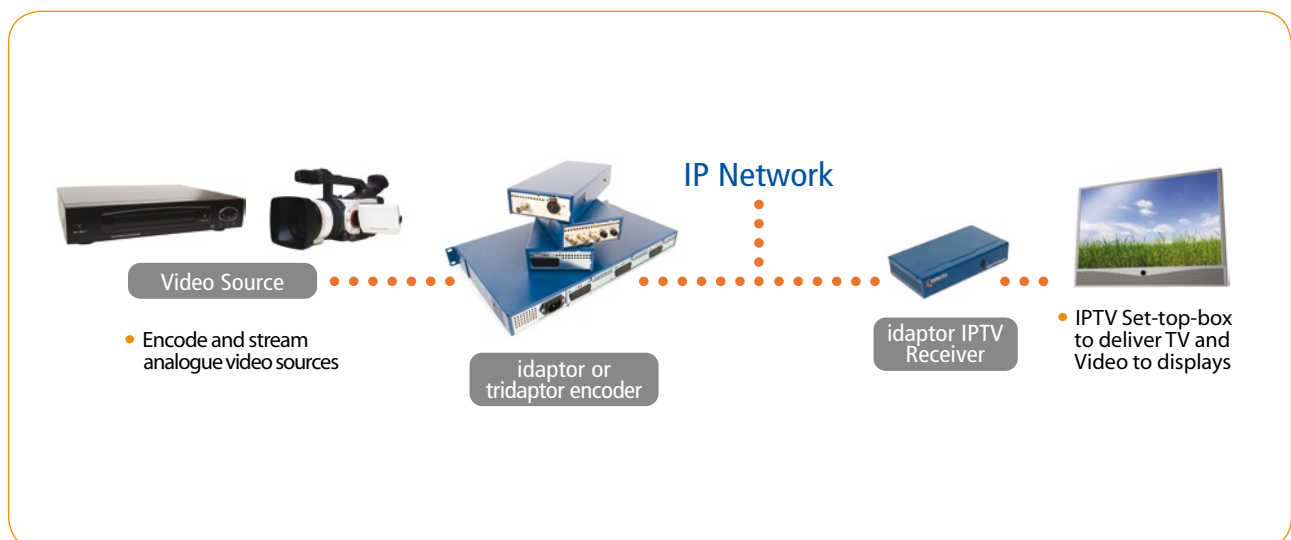 IP Network
Video Source
• Encode and stream
analogue video sources
idaptor or
tridaptor encoder
idaptor IPTV
Receiver
• IPTV Set-top-box
to deliver TV and
Video to displays